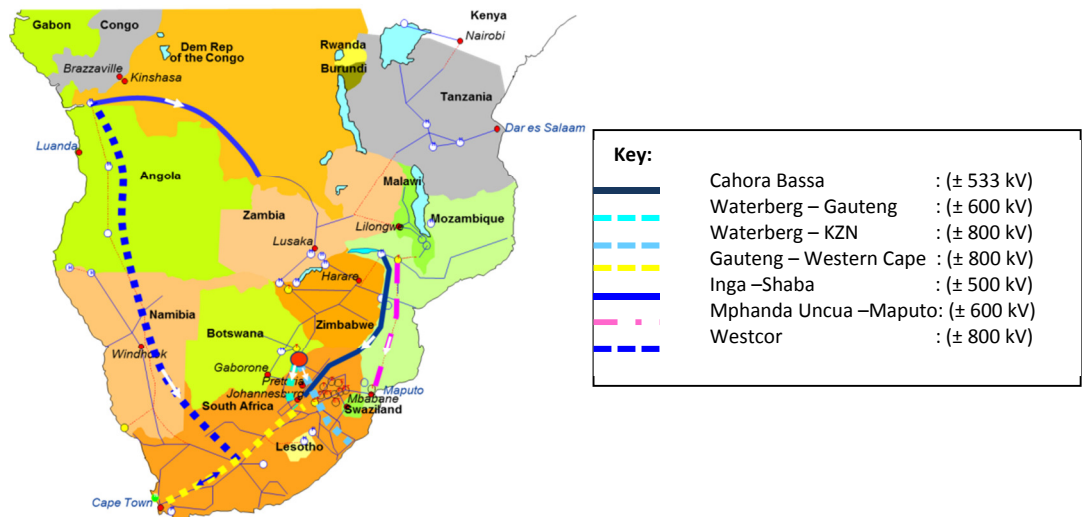 Gabon
Congo
Kenya
Nairobi
Dem Rep
of the Congo
Rwanda
Burundi
Brazzaville
Kinshasa
Tanzania
Dar es Salaam
Luanda
Angola
Malawi
Mozambique
Zambia
Lilongwe
Lusaka
Harare
Namibia
Zimbabwe
Botswana
Windhoek
Gaborone
Pretoria
Johannesburg
Maputo
Mbabane
South Africa
Swaziland
Lesotho
Cape Town
Key:
Cahora Bassa : (± 533 kV)
Waterberg – Gauteng : (± 600 kV)
Waterberg – KZN : (± 800 kV)
Gauteng – Western Cape : (± 800 kV)
Inga –Shaba : (± 500 kV)
Mphanda Uncua –Maputo: (± 600 kV)
Westcor : (± 800 kV)